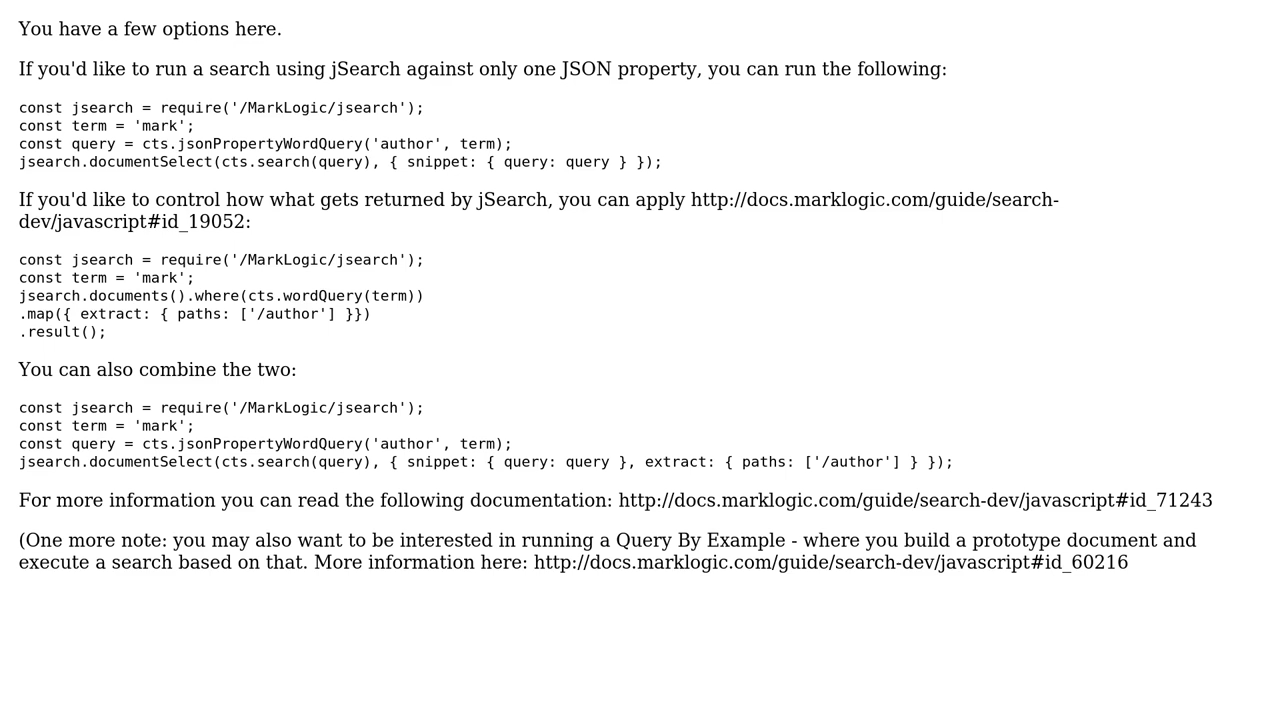 You have a few options here.
If you'd like to run a search using jSearch against only one JSON property, you can run the following:
const jsearch = require('/MarkLogic/jsearch');
const term = 'mark';
const query = cts.jsonPropertyWordQuery('author', term);
jsearch.documentSelect(cts.search(query), { snippet: { query: query } });
If you'd like to control how what gets returned by jSearch, you can apply http://docs.marklogic.com/guide/search-
dev/javascript#id_19052:
const jsearch = require('/MarkLogic/jsearch');
const term = 'mark';
jsearch.documents().where(cts.wordQuery(term))
.map({ extract: { paths: ['/author'] }})
.result();
You can also combine the two:
const jsearch = require('/MarkLogic/jsearch');
const term = 'mark';
const query = cts.jsonPropertyWordQuery('author', term);
jsearch.documentSelect(cts.search(query), { snippet: { query: query }, extract: { paths: ['/author'] } });
For more information you can read the following documentation: http://docs.marklogic.com/guide/search-dev/javascript#id_71243
(One more note: you may also want to be interested in running a Query By Example - where you build a prototype document and
execute a search based on that. More information here: http://docs.marklogic.com/guide/search-dev/javascript#id_60216